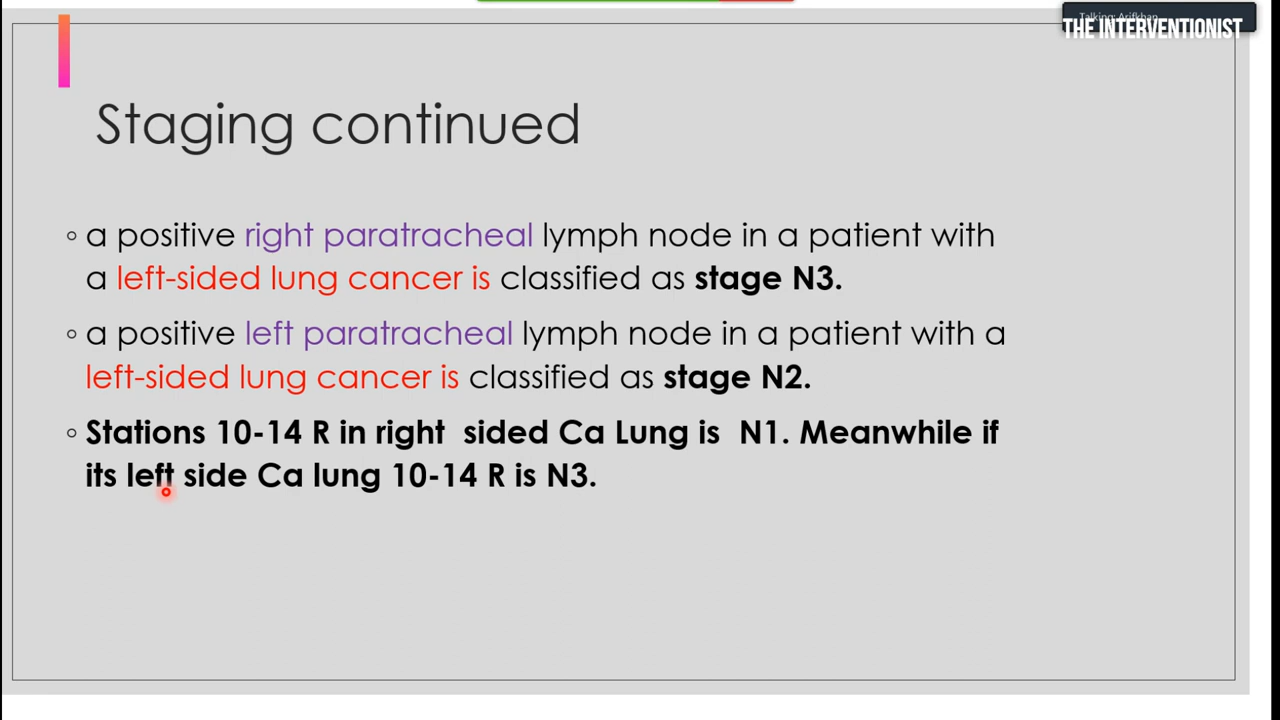 Talking: Arifkhan
THE INTERVENTIONIST
Staging continued
◦ a positive right paratracheal lymph node in a patient with
a left-sided lung cancer is classified as stage N3.
◦ a positive left paratracheal lymph node in a patient with a
left-sided lung cancer is classified as stage N2.
◦ Stations 10-14 R in right  sided Ca Lung is  N1. Meanwhile if
its left side Ca lung 10-14 R is N3.